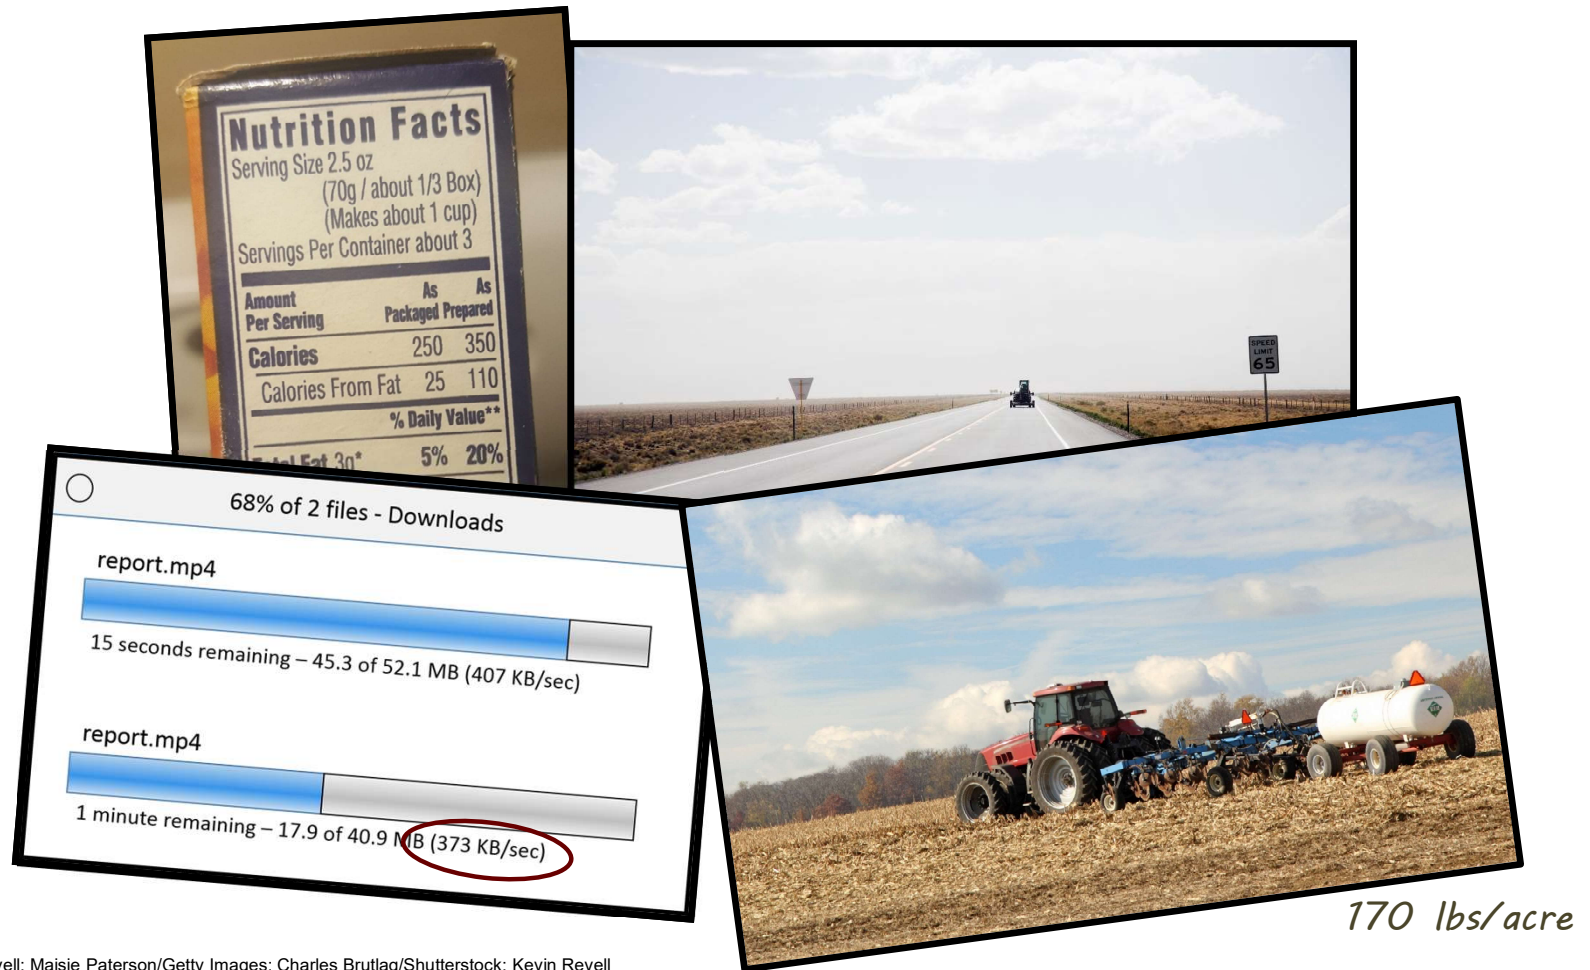 Nutrition Facts
Serving Size 2.5 oz
(70g / about 1/3 Box)
(Makes about 1 cup)
Servings Per Container about 3
Amount Per Serving As Packaged As Prepared
Calories 250 350
Calories From Fat 25 110
% Daily Value**
Total Fat 3g* 5% 20%
SPEED
LIMIT
65
68% of 2 files - Downloads
report.mp4
15 seconds remaining – 45.3 of 52.1 MB (407 KB/sec)
report.mp4
1 minute remaining – 17.9 of 40.9 MB (373 KB/sec)
170 lbs/acre
vell; Maisie Paterson/Getty Images; Charles Brutlag/Shutterstock; Kevin Revell